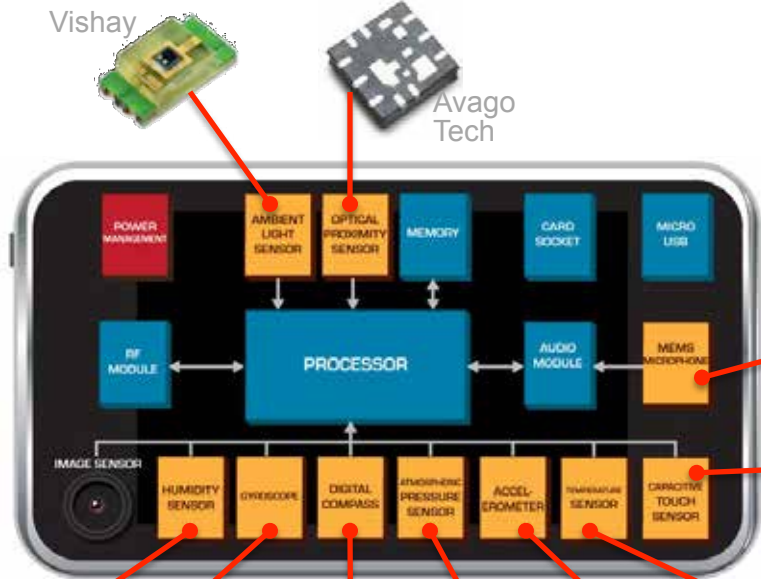 Vishay
Avago
Tech
POWER
MANAGEMENT
AMBIENT
LIGHT
SENSOR
OPTICAL
PROXIMITY
SENSOR
MEMORY
CARD
SOCKET
MICRO
USB
RF
MODULE
PROCESSOR
AUDIO
MODULE
MEMS
MICROPHONE
IMAGE SENSOR
HUMIDITY
SENSOR
GYROSCOPE
DIGITAL
COMPASS
ATMOSPHERIC
PRESSURE
SENSOR
ACCEL-
EROMETER
TEMPERATURE
SENSOR
CAPACITIVE
TOUCH
SENSOR